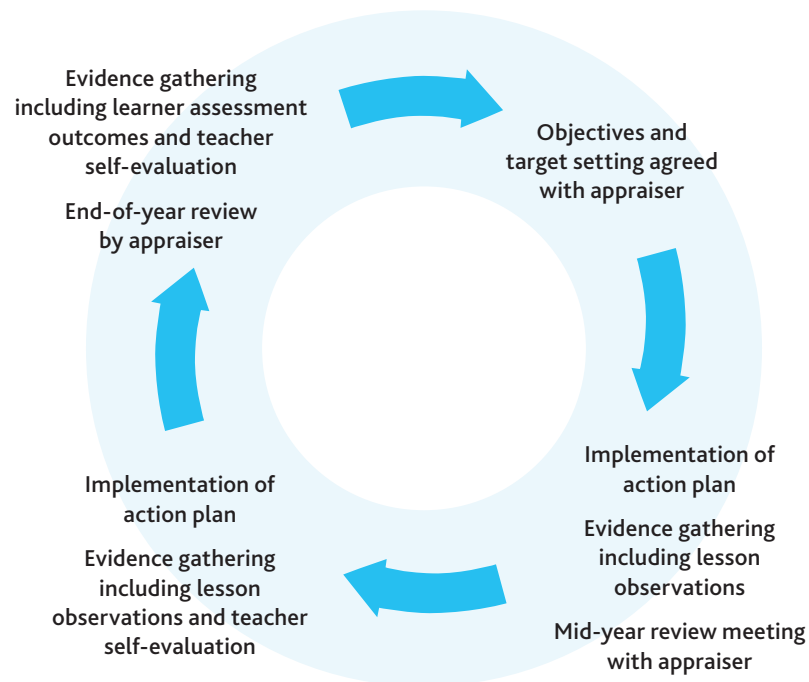 Evidence gathering
including learner assessment
outcomes and teacher
self-evaluation
End-of-year review
by appraiser
Objectives and
target setting agreed
with appraiser
Implementation of
action plan
Evidence gathering
including lesson
observations
Mid-year review meeting
with appraiser
Implementation of
action plan
Evidence gathering
including lesson
observations and teacher
self-evaluation